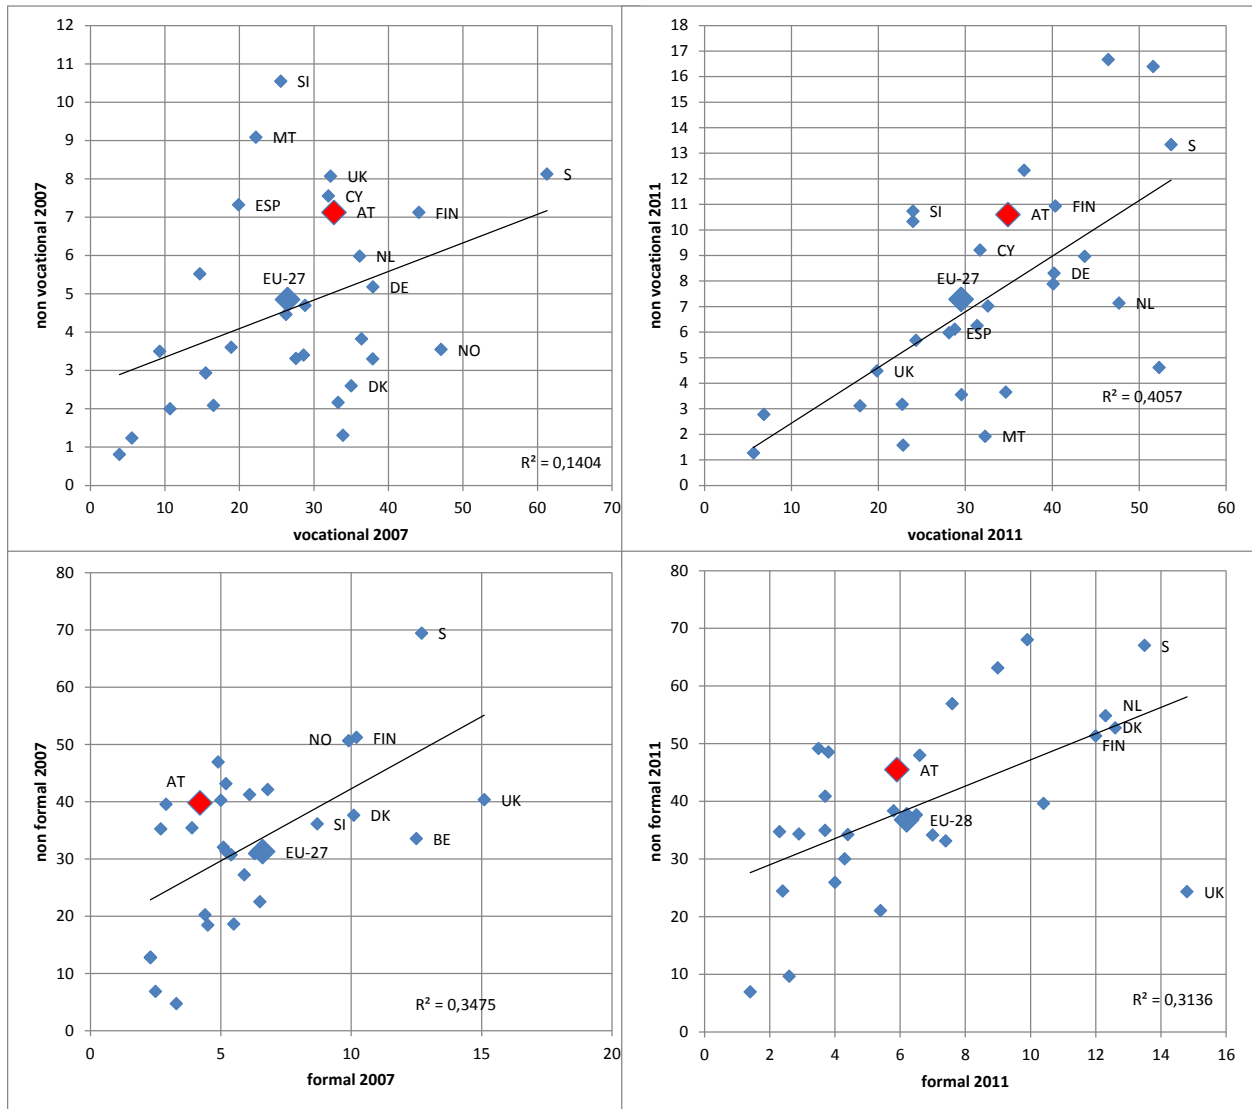 12
11
10
9
8
7
6
5
4
3
2
1
0
non vocational 2007
SI
MT
UK
S
CY
ESP
AT
FIN
NL
EU-27
DE
NO
DK
R² = 0,1404
0 10 20 30 40 50 60 70
vocational 2007
18
17
16
15
14
13
12
11
10
9
8
7
6
5
4
3
2
1
0
non vocational 2011
S
SI
AT
FIN
CY
EU-27
DE
NL
ESP
UK
R² = 0,4057
MT
0 10 20 30 40 50 60
vocational 2011
80
70
60
50
40
30
20
10
0
non formal 2007
S
NO
FIN
AT
UK
SI
DK
BE
EU-27
R² = 0,3475
0 5 10 15 20
formal 2007
80
70
60
50
40
30
20
10
0
non formal 2011
S
NL
DK
FIN
AT
EU-28
UK
R² = 0,3136
0 2 4 6 8 10 12 14 16
formal 2011